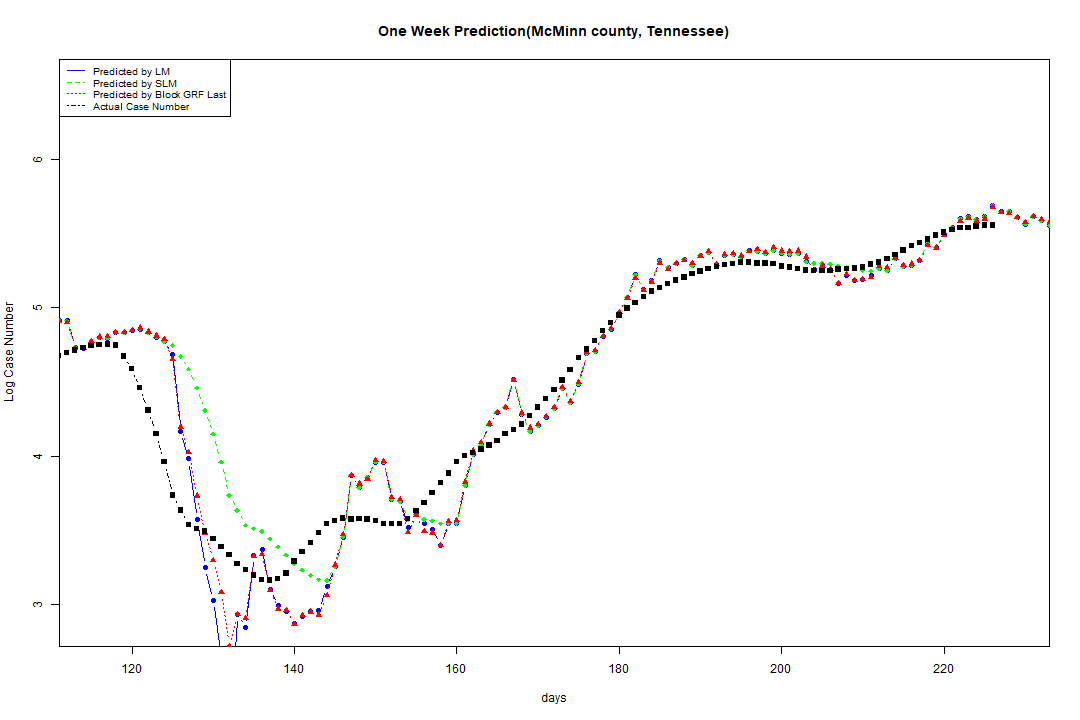 One Week Prediction(McMinn county, Tennessee)
Predicted by LM
Predicted by SLM
Predicted by Block GRF Last
Actual Case Number
6
5
4
3
Log Case Number
120 140 160 180 200 220
days